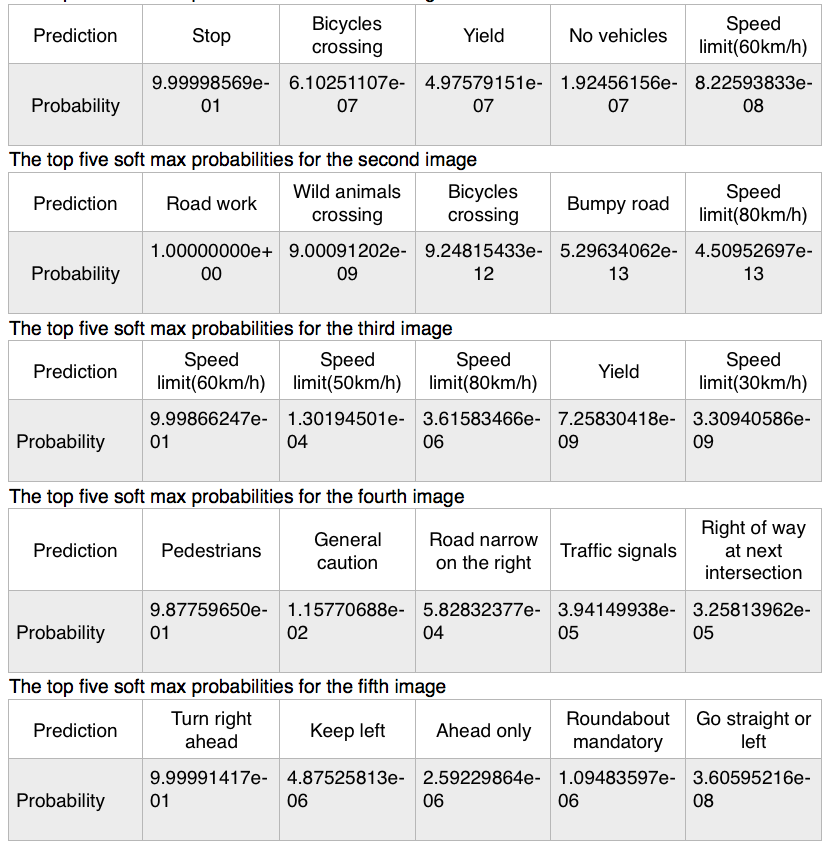 Prediction Stop Bicycles crossing Yield No vehicles Speed limit(60km/h)
Probability 9.99998569e-01 6.10251107e-07 4.97579151e-07 1.92456156e-07 8.22593833e-08
The top five soft max probabilities for the second image
Prediction Road work Wild animals crossing Bicycles crossing Bumpy road Speed limit(80km/h)
Probability 1.00000000e+00 9.00091202e-09 9.24815433e-12 5.29634062e-13 4.50952697e-13
The top five soft max probabilities for the third image
Prediction Speed limit(60km/h) Speed limit(50km/h) Speed limit(80km/h) Yield Speed limit(30km/h)
Probability 9.99866247e-01 1.30194501e-04 3.61583466e-06 7.25830418e-09 3.30940586e-09
The top five soft max probabilities for the fourth image
Prediction Pedestrians General caution Road narrow on the right Traffic signals Right of way at next intersection
Probability 9.87759650e-01 1.15770688e-02 5.82832377e-04 3.94149938e-05 3.25813962e-05
The top five soft max probabilities for the fifth image
Prediction Turn right ahead Keep left Ahead only Roundabout mandatory Go straight or left
Probability 9.99991417e-01 4.87525813e-06 2.59229864e-06 1.09483597e-06 3.60595216e-08